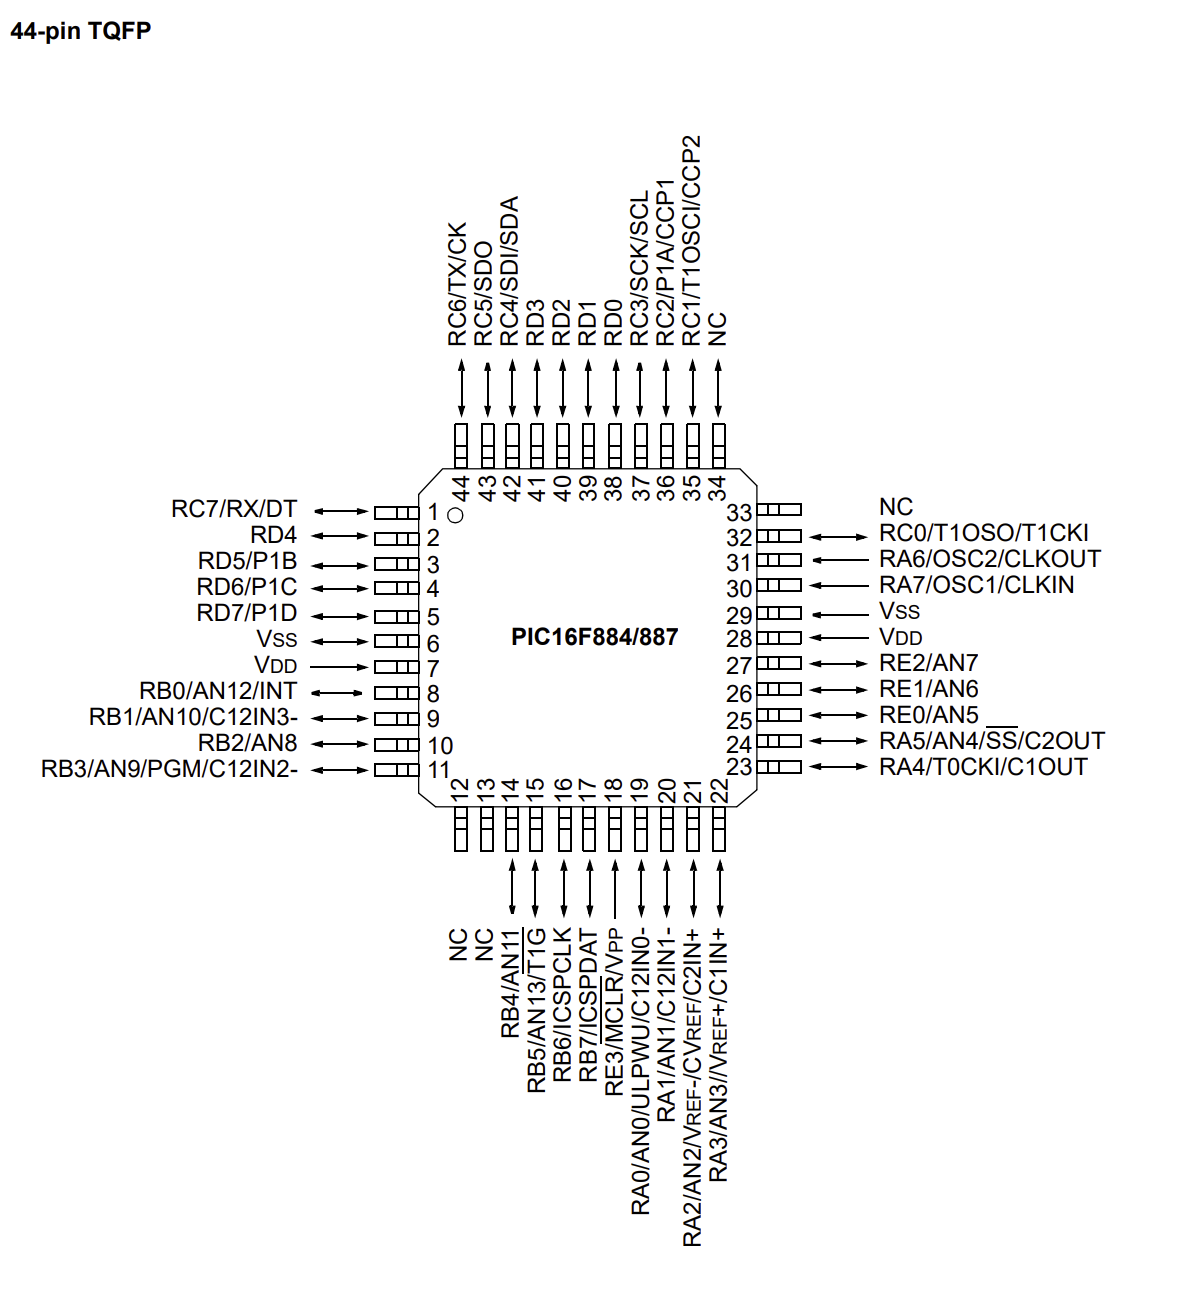 44-pin TQFP
RC6/TX/CK
RC5/SDO
RC4/SDI/SDA
RD3
RD2
RD1
RD0
RC3/SCK/SCL
RC2/P1A/CCP1
RC1/T1OSCI/CCP2
NC
44
43
42
41
40
39
38
37
36
35
34
RC7/RX/DT 1
RD4 2
RD5/P1B 3
RD6/P1C 4
RD7/P1D 5
VSS 6
VDD 7
RB0/AN12/INT 8
RB1/AN10/C12IN3- 9
RB2/AN8 10
RB3/AN9/PGM/C12IN2- 11
PIC16F884/887
33 NC
32 RC0/T1OSO/T1CKI
31 RA6/OSC2/CLKOUT
30 RA7/OSC1/CLKIN
29 VSS
28 VDD
27 RE2/AN7
26 RE1/AN6
25 RE0/AN5
24 RA5/AN4/SS/C2OUT
23 RA4/T0CKI/C1OUT
12
13
14
15
16
17
18
19
20
21
22
NC
NC
RB4/AN11
RB5/AN13/T1G
RB6/ICSPCLK
RB7/ICSPDAT
RE3/MCLR/VPP
RA0/AN0/ULPWU/C12IN0-
RA1/AN1/C12IN1-
RA2/AN2/VREF-/CVREF/C2IN+
RA3/AN3//VREF+/C1IN+